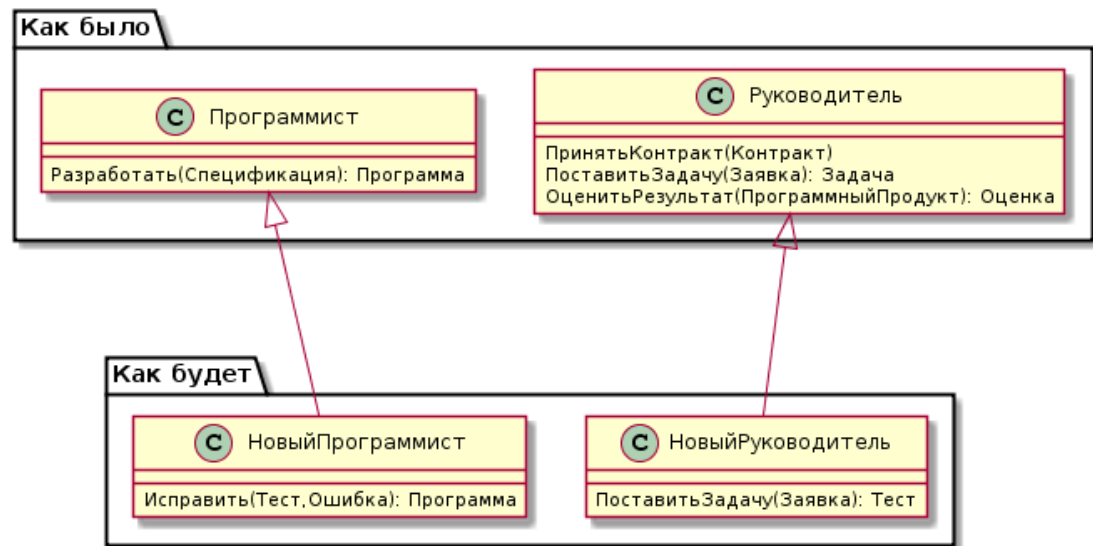 Как было
C Программист
Разработать(Спецификация): Программа
C Руководитель
ПринятьКонтракт(Контракт)
ПоставитьЗадачу(Заявка): Задача
ОценитьРезультат(ПрограммныйПродукт): Оценка
Как будет
C НовыйПрограммист
Исправить(Тест,Ошибка): Программа
C НовыйРуководитель
ПоставитьЗадачу(Заявка): Тест